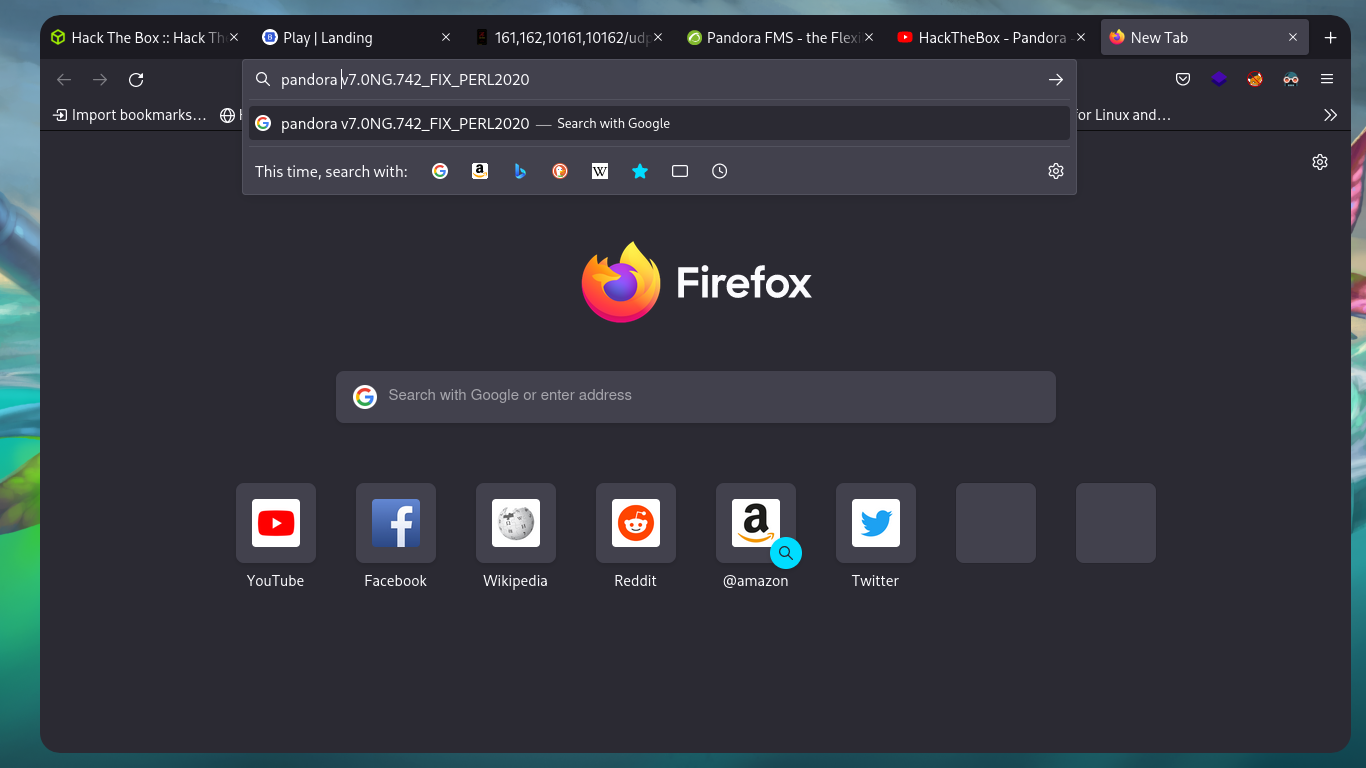 Hack The Box :: Hack Th
Play | Landing
161,162,10161,10162/udp
Pandora FMS - the Flexi
HackTheBox - Pandora -
New Tab
pandora v7.0NG.742_FIX_PERL2020
Import bookmarks…
for Linux and…
pandora v7.0NG.742_FIX_PERL2020 — Search with Google
This time, search with:
Firefox
Search with Google or enter address
YouTube
Facebook
Wikipedia
Reddit
@amazon
Twitter